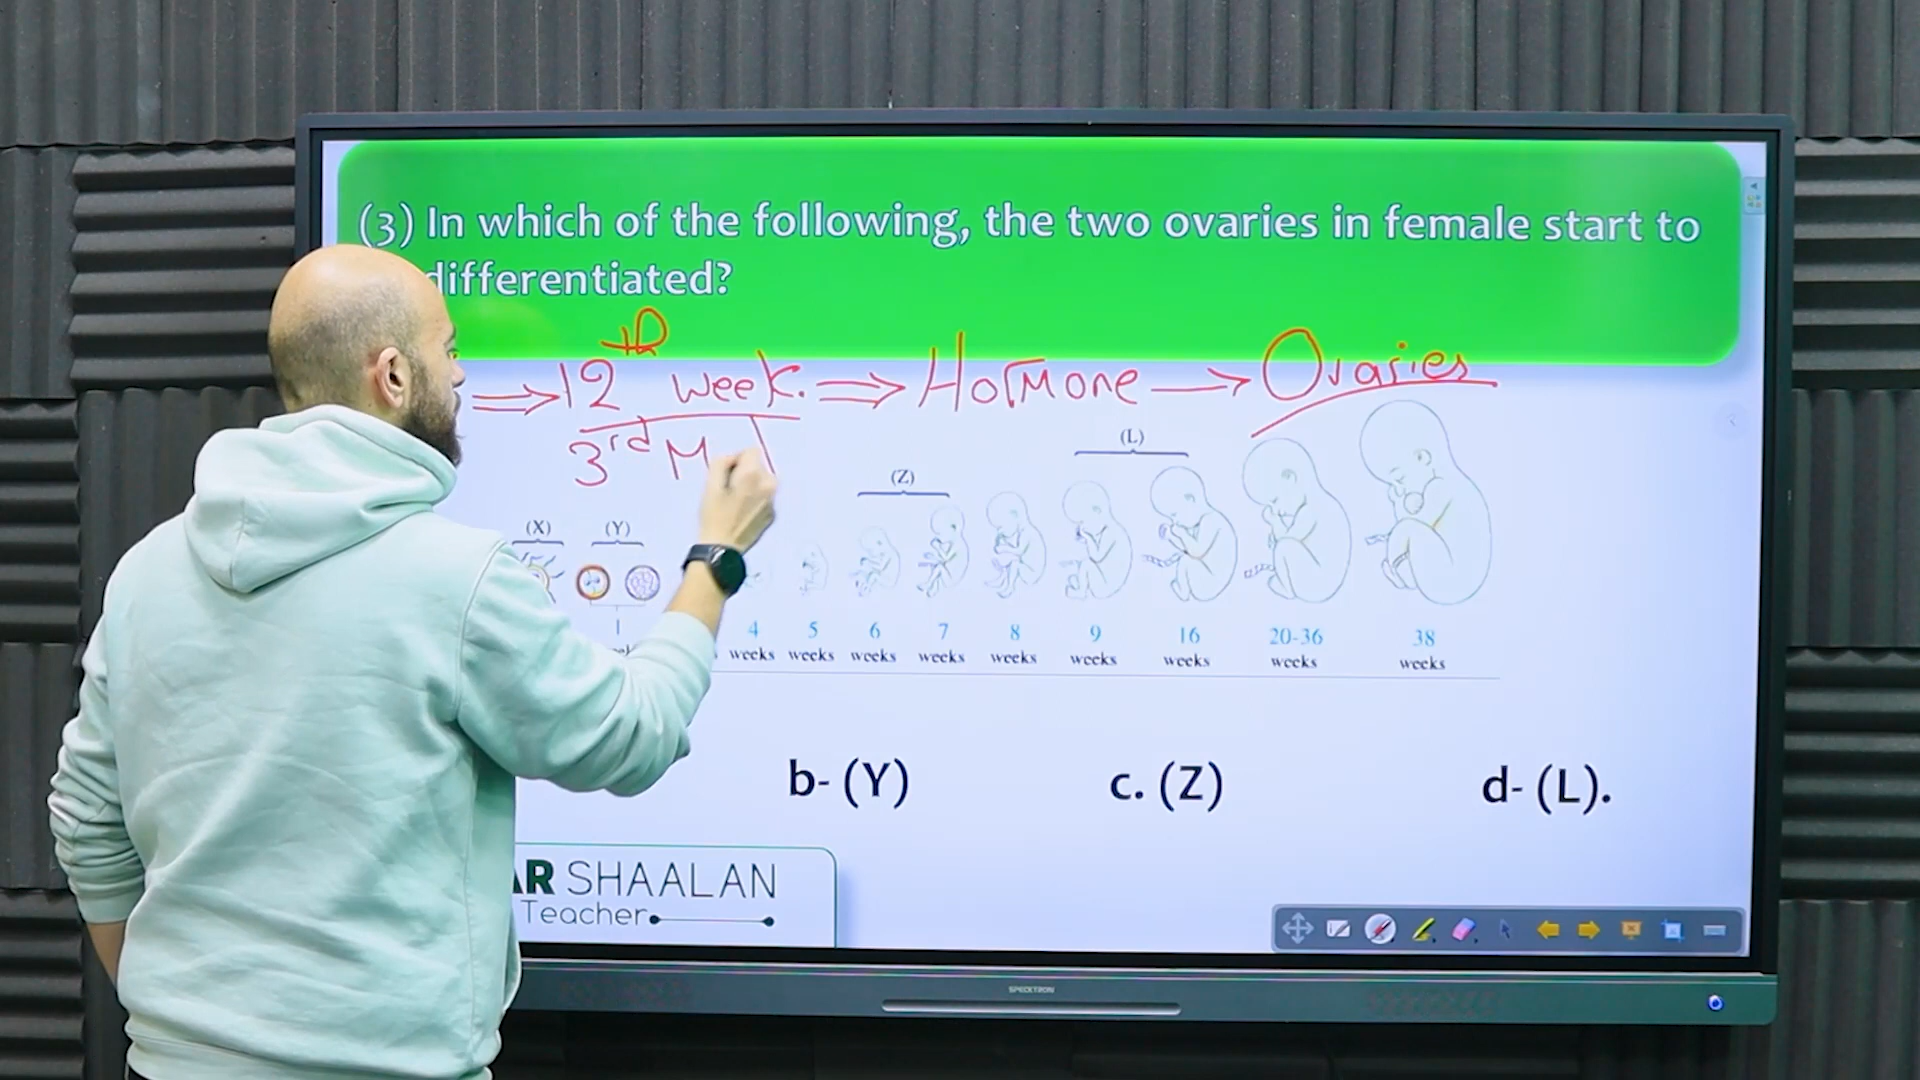 (3) In which of the following, the two ovaries in female start to
differentiated?
⇒ 12th week. ⇒ Hormone → Ovaries
3rd M
(L)
(Z)
(X) (Y)
1 4 5 6 7 8 9 16 20-36 38
weeks weeks weeks weeks weeks weeks weeks weeks weeks
b- (Y) c. (Z) d- (L).
AR SHAALAN
Teacher
SPECKTRON